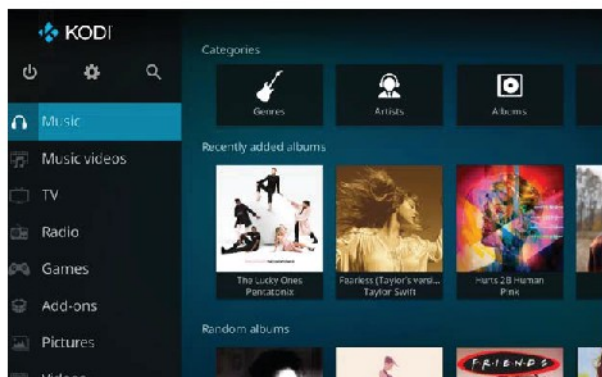 KODI
Categories
Genres
Artists
Albums
Music
Recently added albums
Music videos
TV
Radio
Games
Add-ons
Pictures
Videos
The Lucky Ones
Pentatonix
Fearless (Taylor's versi...
Taylor Swift
Hurts 2B Human
Pink
Random albums
FRIENDS